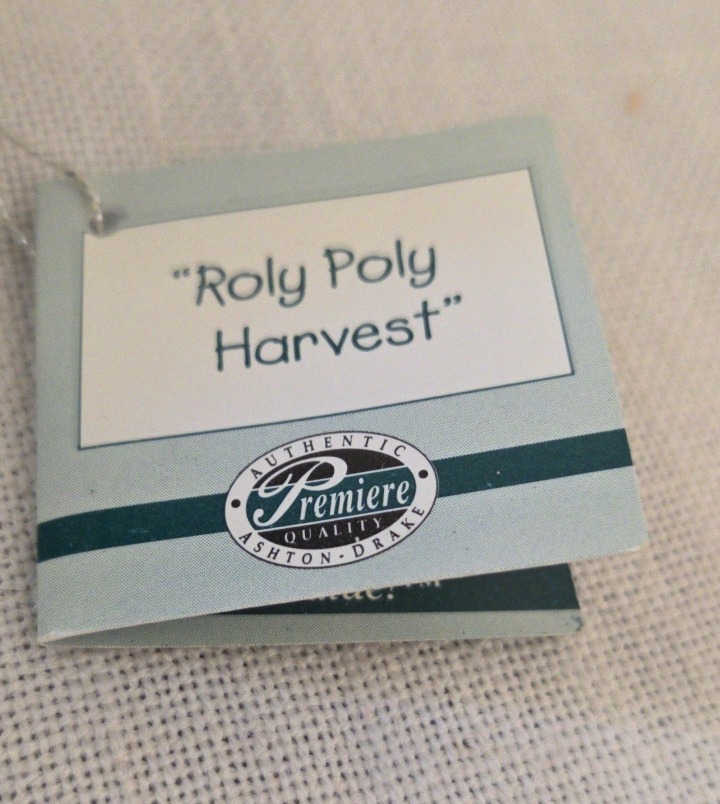 “Roly Poly
Harvest”
AUTHENTIC
Premiere
QUALITY
ASHTON-DRAKE